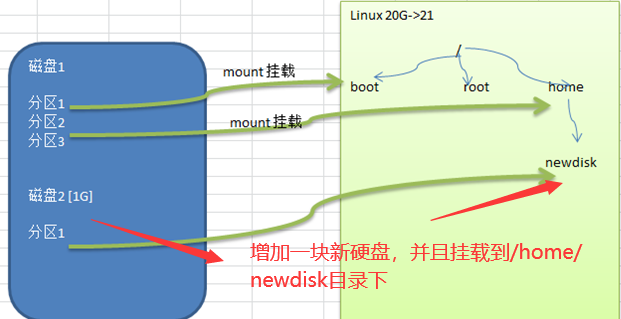 Linux 20G->21
磁盘1
/
mount 挂载
boot
root
home
分区1
分区2
mount 挂载
分区3
newdisk
磁盘2 [1G]
分区1
增加一块新硬盘，并且挂载到/home/
newdisk目录下